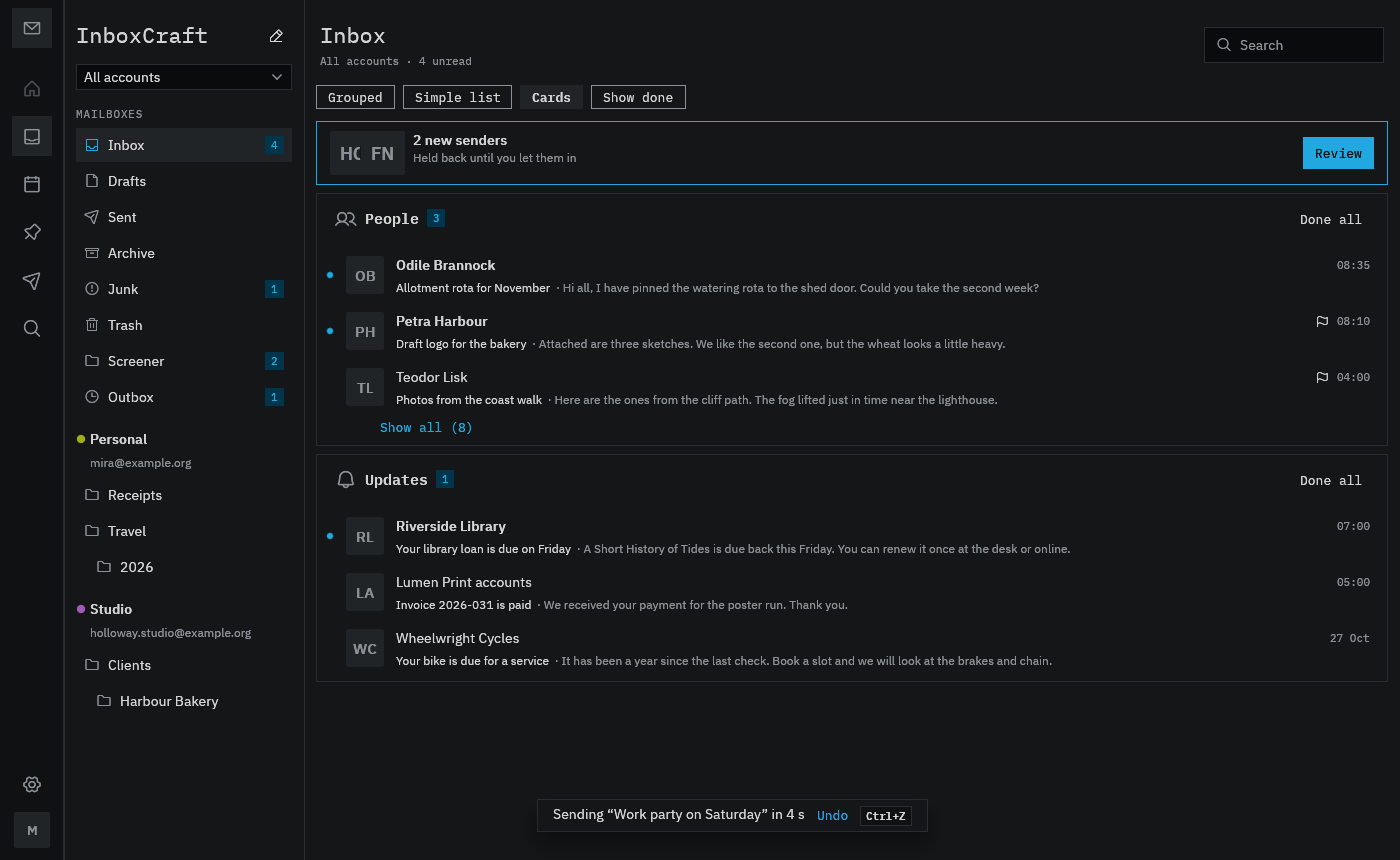 InboxCraft
All accounts
MAILBOXES
Inbox 4
Drafts
Sent
Archive
Junk 1
Trash
Screener 2
Outbox 1
Personal
mira@example.org
Receipts
Travel
2026
Studio
holloway.studio@example.org
Clients
Harbour Bakery
M
Inbox
All accounts · 4 unread
Search
Grouped Simple list Cards Show done
FN
2 new senders
Held back until you let them in
Review
People 3 Done all
OB Odile Brannock 08:35
Allotment rota for November · Hi all, I have pinned the watering rota to the shed door. Could you take the second week?
PH Petra Harbour 08:10
Draft logo for the bakery · Attached are three sketches. We like the second one, but the wheat looks a little heavy.
TL Teodor Lisk 04:00
Photos from the coast walk · Here are the ones from the cliff path. The fog lifted just in time near the lighthouse.
Show all (8)
Updates 1 Done all
RL Riverside Library 07:00
Your library loan is due on Friday · A Short History of Tides is due back this Friday. You can renew it once at the desk or online.
LA Lumen Print accounts 05:00
Invoice 2026-031 is paid · We received your payment for the poster run. Thank you.
WC Wheelwright Cycles 27 Oct
Your bike is due for a service · It has been a year since the last check. Book a slot and we will look at the brakes and chain.
Sending “Work party on Saturday” in 4 s Undo Ctrl+Z